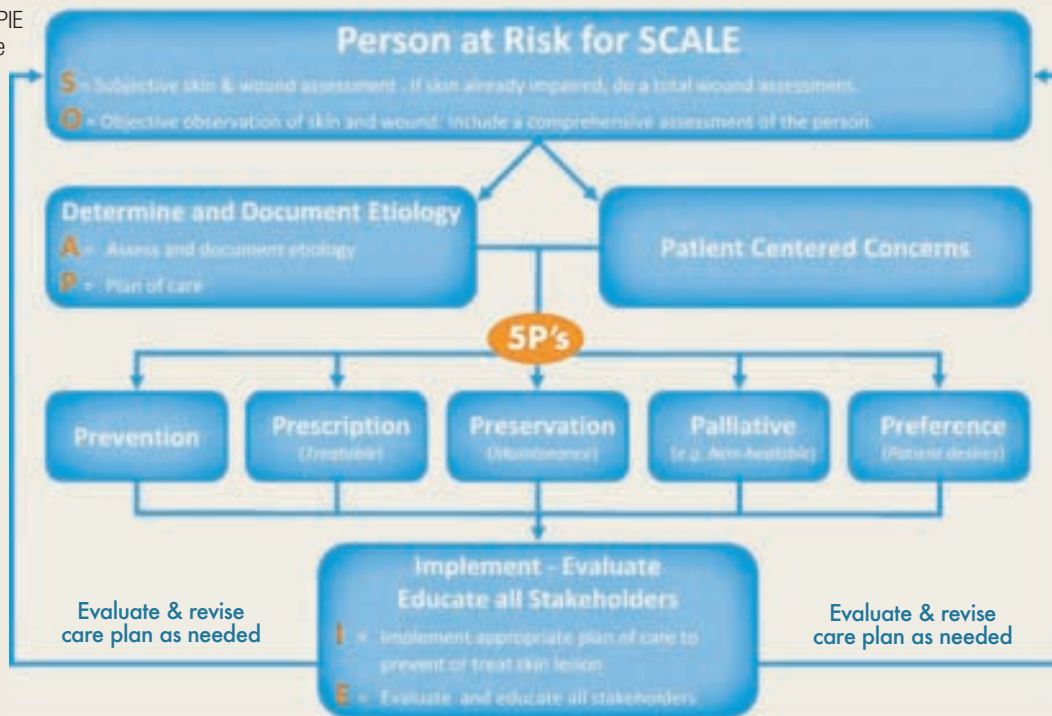 PIE
e
Person at Risk for SCALE
S = Subjective skin & wound assessment. If skin already impaired, do a total wound assessment.
O = Objective observation of skin and wound. Include a comprehensive assessment of the person.
Determine and Document Etiology
A = Assess and document etiology
P = Plan of care
Patient Centered Concerns
5P's
Prevention
Prescription
(Treatable)
Preservation
(Maintenance)
Palliative
(e.g. Non-healable)
Preference
(Patient desires)
Implement - Evaluate
Educate all Stakeholders
I = Implement appropriate plan of care to
prevent or treat skin lesion
E = Evaluate and educate all stakeholders
Evaluate & revise
care plan as needed
Evaluate & revise
care plan as needed